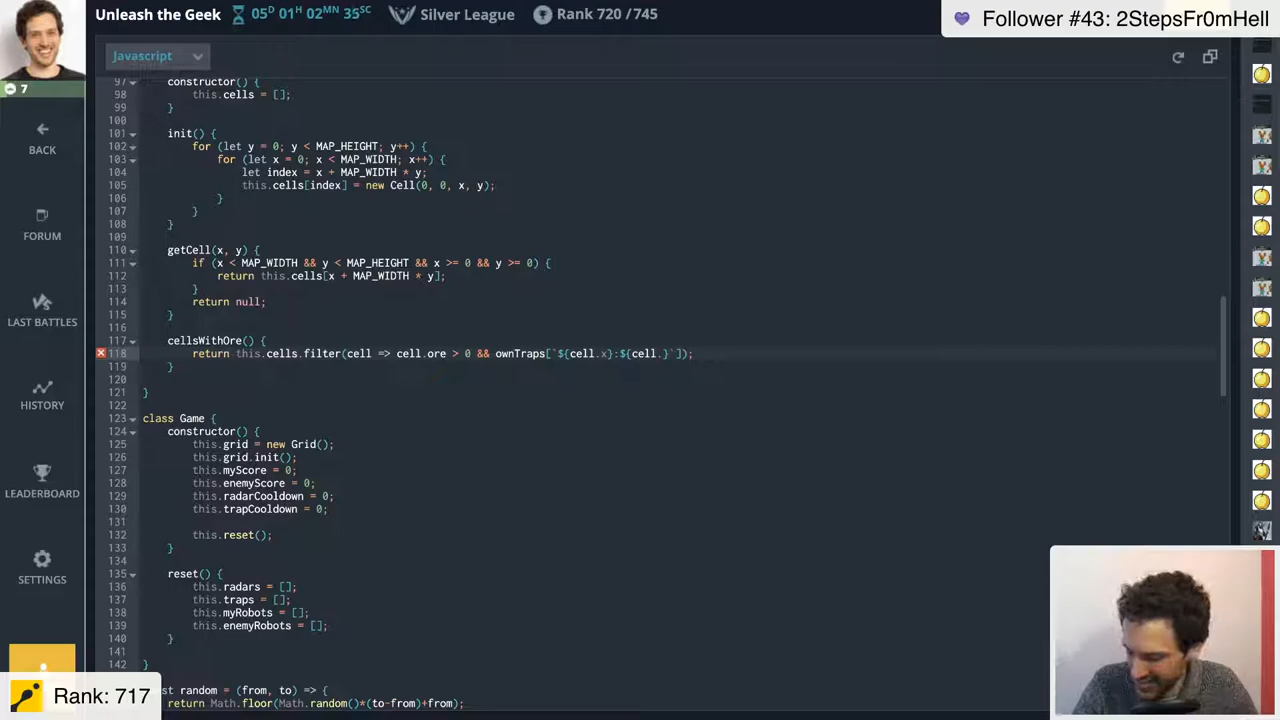 Unleash the Geek
05D 01H 02MN 35SC
Silver League
Rank 720 /745
Follower #43: 2StepsFr0mHell
7
Javascript
BACK
FORUM
LAST BATTLES
HISTORY
LEADERBOARD
SETTINGS
Rank: 717
97 constructor() {
98 this.cells = [];
99 }
100
101 init() {
102 for (let y = 0; y < MAP_HEIGHT; y++) {
103 for (let x = 0; x < MAP_WIDTH; x++) {
104 let index = x + MAP_WIDTH * y;
105 this.cells[index] = new Cell(0, 0, x, y);
106 }
107 }
108 }
109
110 getCell(x, y) {
111 if (x < MAP_WIDTH && y < MAP_HEIGHT && x >= 0 && y >= 0) {
112 return this.cells[x + MAP_WIDTH * y];
113 }
114 return null;
115 }
116
117 cellsWithOre() {
118 return this.cells.filter(cell => cell.ore > 0 && ownTraps[`${cell.x}:${cell.}`]);
119 }
120
121 }
122
123 class Game {
124 constructor() {
125 this.grid = new Grid();
126 this.grid.init();
127 this.myScore = 0;
128 this.enemyScore = 0;
129 this.radarCooldown = 0;
130 this.trapCooldown = 0;
131
132 this.reset();
133 }
134
135 reset() {
136 this.radars = [];
137 this.traps = [];
138 this.myRobots = [];
139 this.enemyRobots = [];
140 }
141
142 }
st random = (from, to) => {
return Math.floor(Math.random()*(to-from)+from);